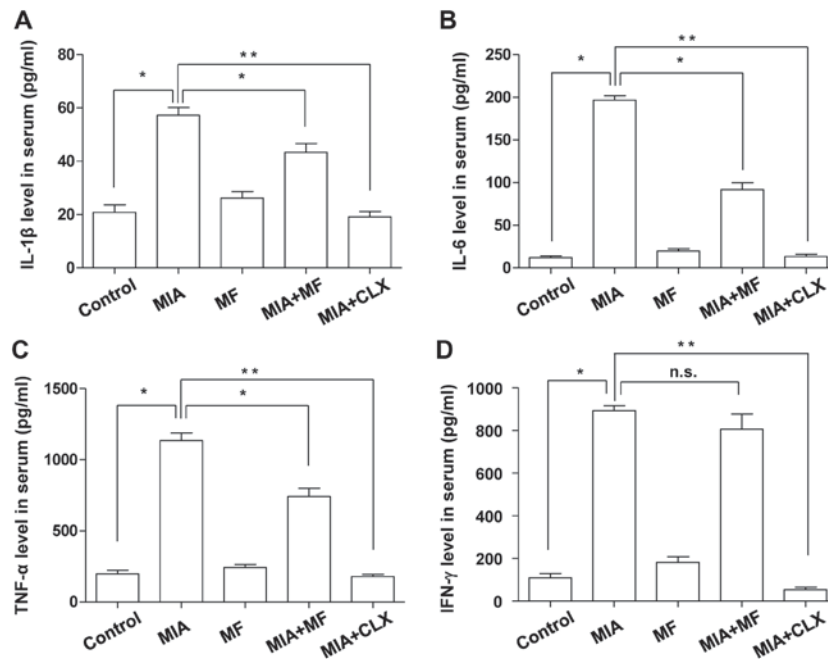 A
IL-1β level in serum (pg/ml)
80
60
40
20
0
*
* *
*
Control
MIA
MF
MIA+MF
MIA+CLX
B
IL-6 level in serum (pg/ml)
250
200
150
100
50
0
*
* *
*
Control
MIA
MF
MIA+MF
MIA+CLX
C
TNF-α level in serum (pg/ml)
1500
1000
500
0
*
* *
*
Control
MIA
MF
MIA+MF
MIA+CLX
D
IFN-γ level in serum (pg/ml)
1000
800
600
400
200
0
*
* *
n.s.
Control
MIA
MF
MIA+MF
MIA+CLX